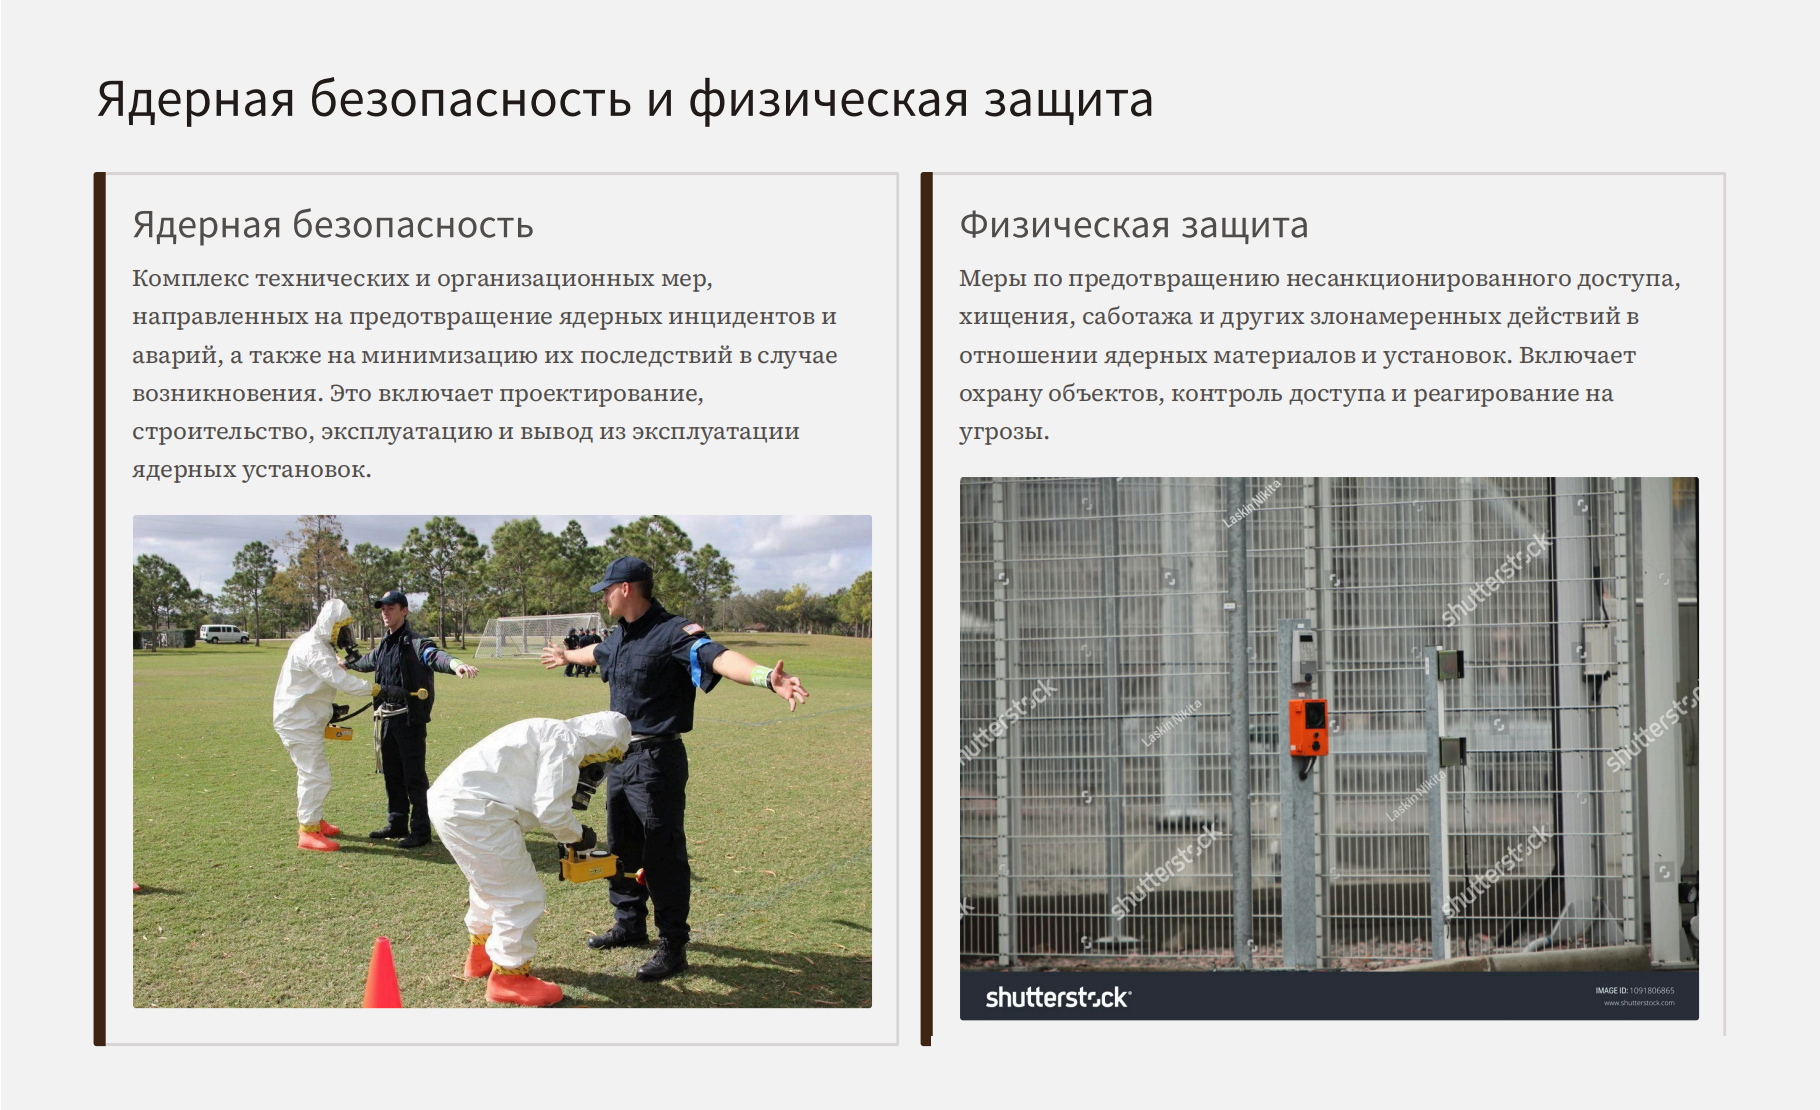 Ядерная безопасность и физическая защита
Ядерная безопасность
Комплекс технических и организационных мер,
направленных на предотвращение ядерных инцидентов и
аварий, а также на минимизацию их последствий в случае
возникновения. Это включает проектирование,
строительство, эксплуатацию и вывод из эксплуатации
ядерных установок.
Физическая защита
Меры по предотвращению несанкционированного доступа,
хищения, саботажа и других злонамеренных действий в
отношении ядерных материалов и установок. Включает
охрану объектов, контроль доступа и реагирование на
угрозы.
Laskin Nikita
shutterstock
shutterstock
Laskin Nikita
shutterstock
Laskin Nikita
shutterstock
shutterstock
shutterstock
IMAGE ID: 1091806865
www.shutterstock.com